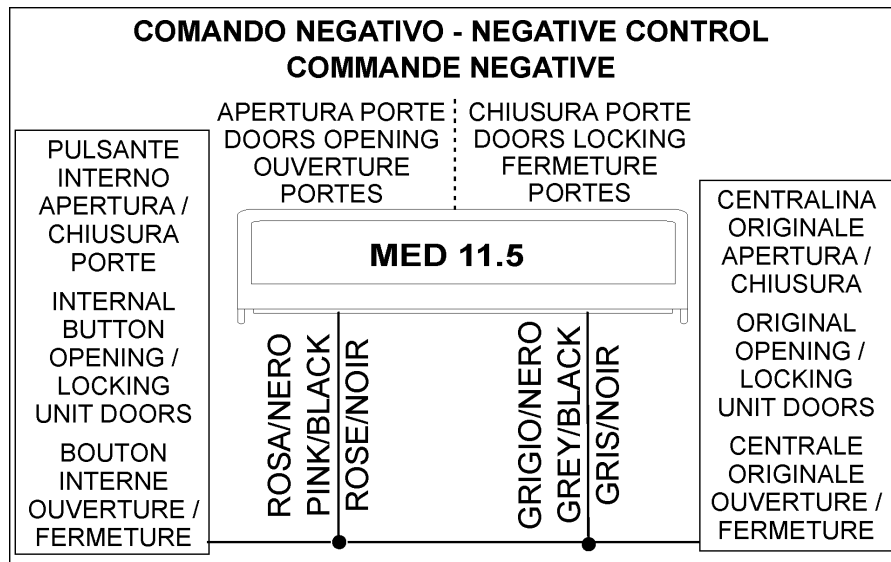 COMANDO NEGATIVO - NEGATIVE CONTROL
COMMANDE NEGATIVE
APERTURA PORTE
DOORS OPENING
OUVERTURE
PORTES
CHIUSURA PORTE
DOORS LOCKING
FERMETURE
PORTES
PULSANTE
INTERNO
APERTURA /
CHIUSURA
PORTE
INTERNAL
BUTTON
OPENING /
LOCKING
UNIT DOORS
BOUTON
INTERNE
OUVERTURE /
FERMETURE
MED 11.5
ROSA/NERO
PINK/BLACK
ROSE/NOIR
GRIGIO/NERO
GREY/BLACK
GRIS/NOIR
CENTRALINA
ORIGINALE
APERTURA /
CHIUSURA
ORIGINAL
OPENING /
LOCKING
UNIT DOORS
CENTRALE
ORIGINALE
OUVERTURE /
FERMETURE